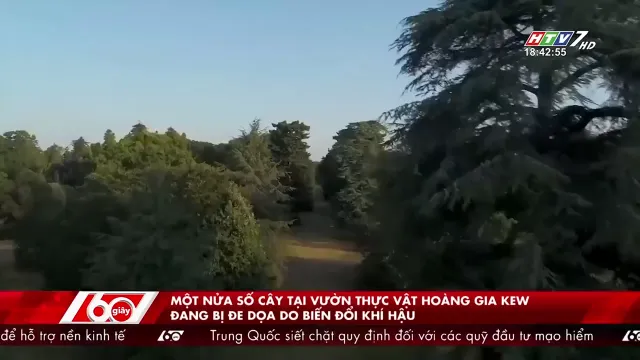 HTV7 HD
18:42:55
60 giây
MỘT NỬA SỐ CÂY TẠI VƯỜN THỰC VẬT HOÀNG GIA KEW
ĐANG BỊ ĐE DỌA DO BIẾN ĐỔI KHÍ HẬU
để hỗ trợ nền kinh tế 60 Trung Quốc siết chặt quy định đối với các quỹ đầu tư mạo hiểm 60